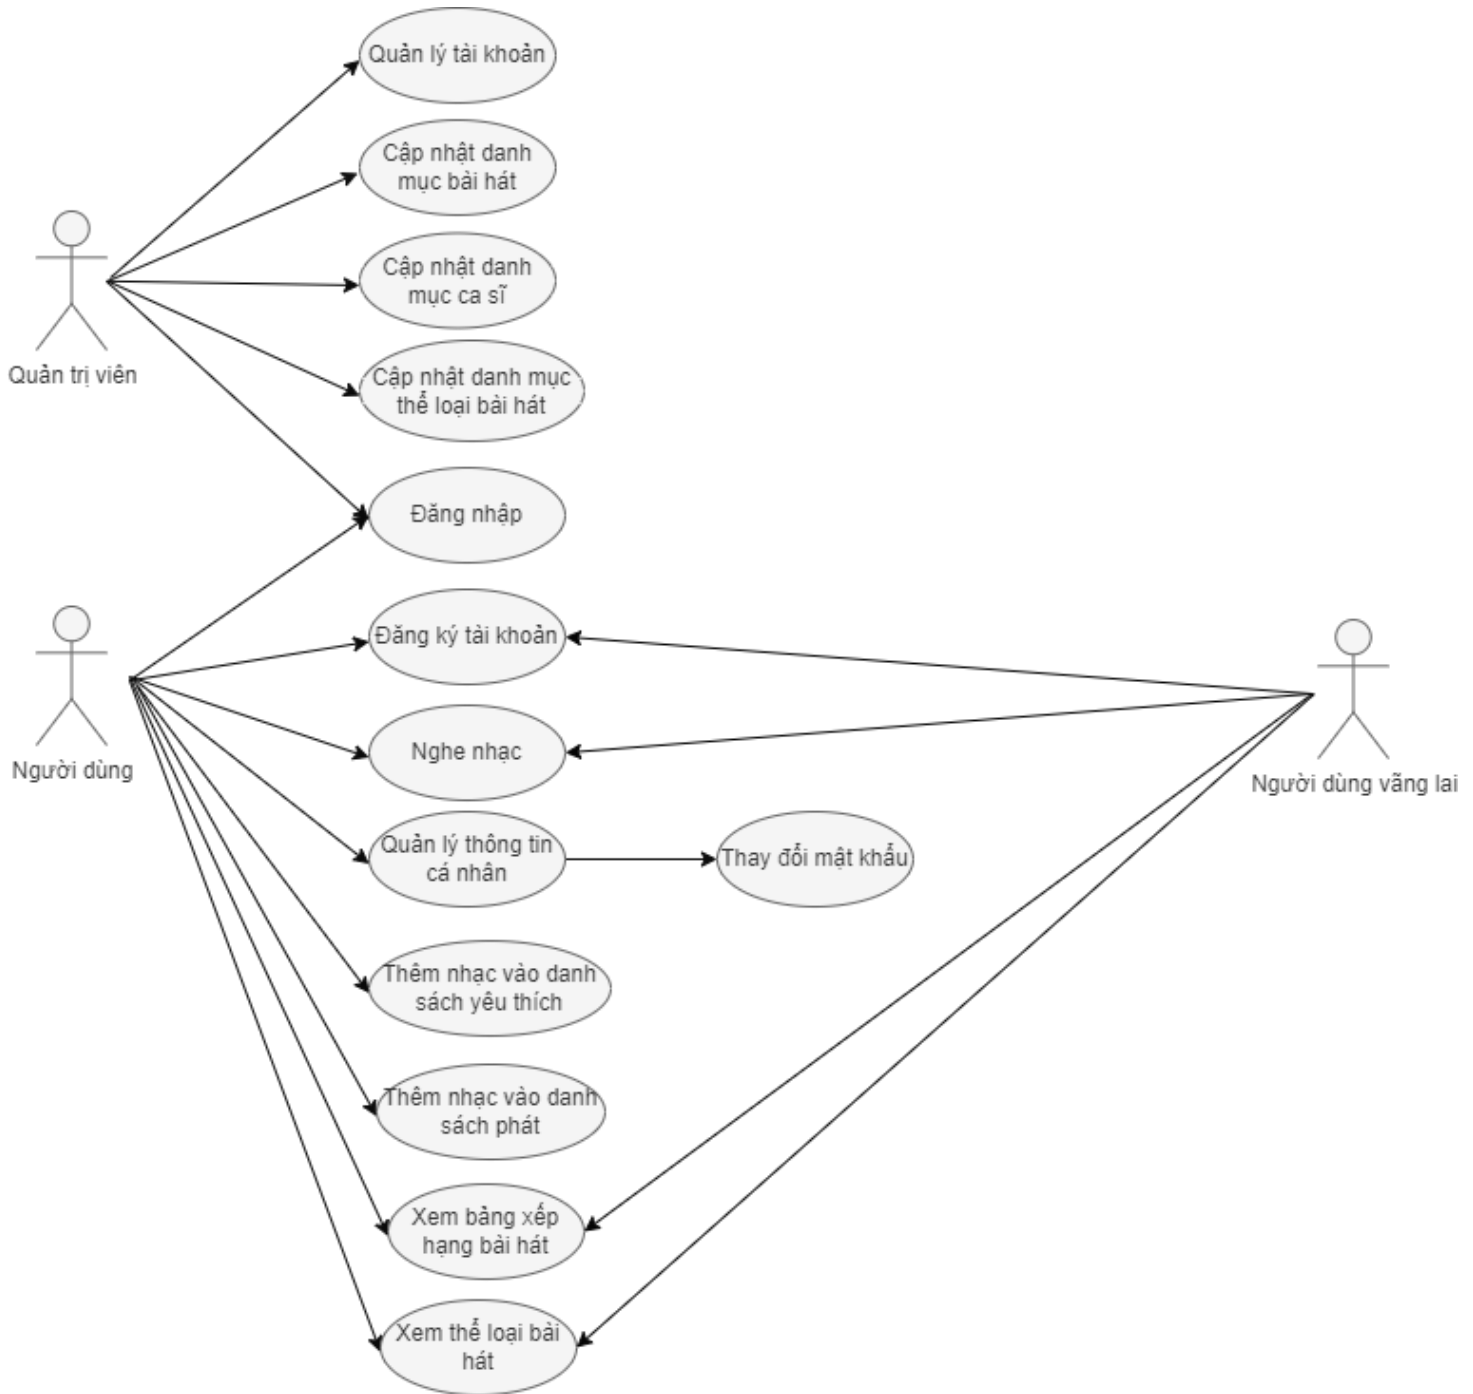 Quản lý tài khoản
Cập nhật danh
mục bài hát
Cập nhật danh
mục ca sĩ
Quản trị viên
Cập nhật danh mục
thể loại bài hát
Đăng nhập
Đăng ký tài khoản
Nghe nhạc
Người dùng
Người dùng vãng lai
Quản lý thông tin
cá nhân
Thay đổi mật khẩu
Thêm nhạc vào danh
sách yêu thích
Thêm nhạc vào danh
sách phát
Xem bảng xếp
hạng bài hát
Xem thể loại bài
hát